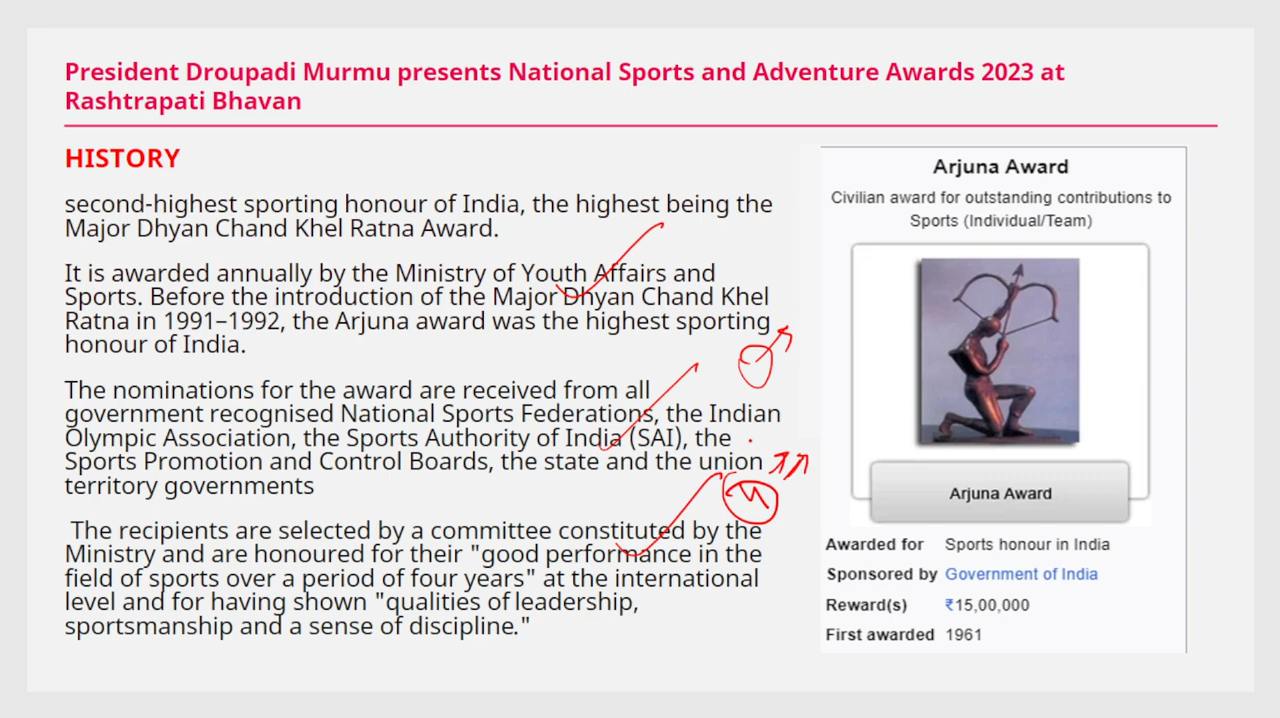 President Droupadi Murmu presents National Sports and Adventure Awards 2023 at
Rashtrapati Bhavan
HISTORY
second-highest sporting honour of India, the highest being the
Major Dhyan Chand Khel Ratna Award.
It is awarded annually by the Ministry of Youth Affairs and
Sports. Before the introduction of the Major Dhyan Chand Khel
Ratna in 1991–1992, the Arjuna award was the highest sporting
honour of India.
The nominations for the award are received from all
government recognised National Sports Federations, the Indian
Olympic Association, the Sports Authority of India (SAI), the
Sports Promotion and Control Boards, the state and the union
territory governments
The recipients are selected by a committee constituted by the
Ministry and are honoured for their "good performance in the
field of sports over a period of four years" at the international
level and for having shown "qualities of leadership,
sportsmanship and a sense of discipline."
Arjuna Award
Civilian award for outstanding contributions to
Sports (Individual/Team)
Arjuna Award
Awarded for Sports honour in India
Sponsored by Government of India
Reward(s) ₹15,00,000
First awarded 1961